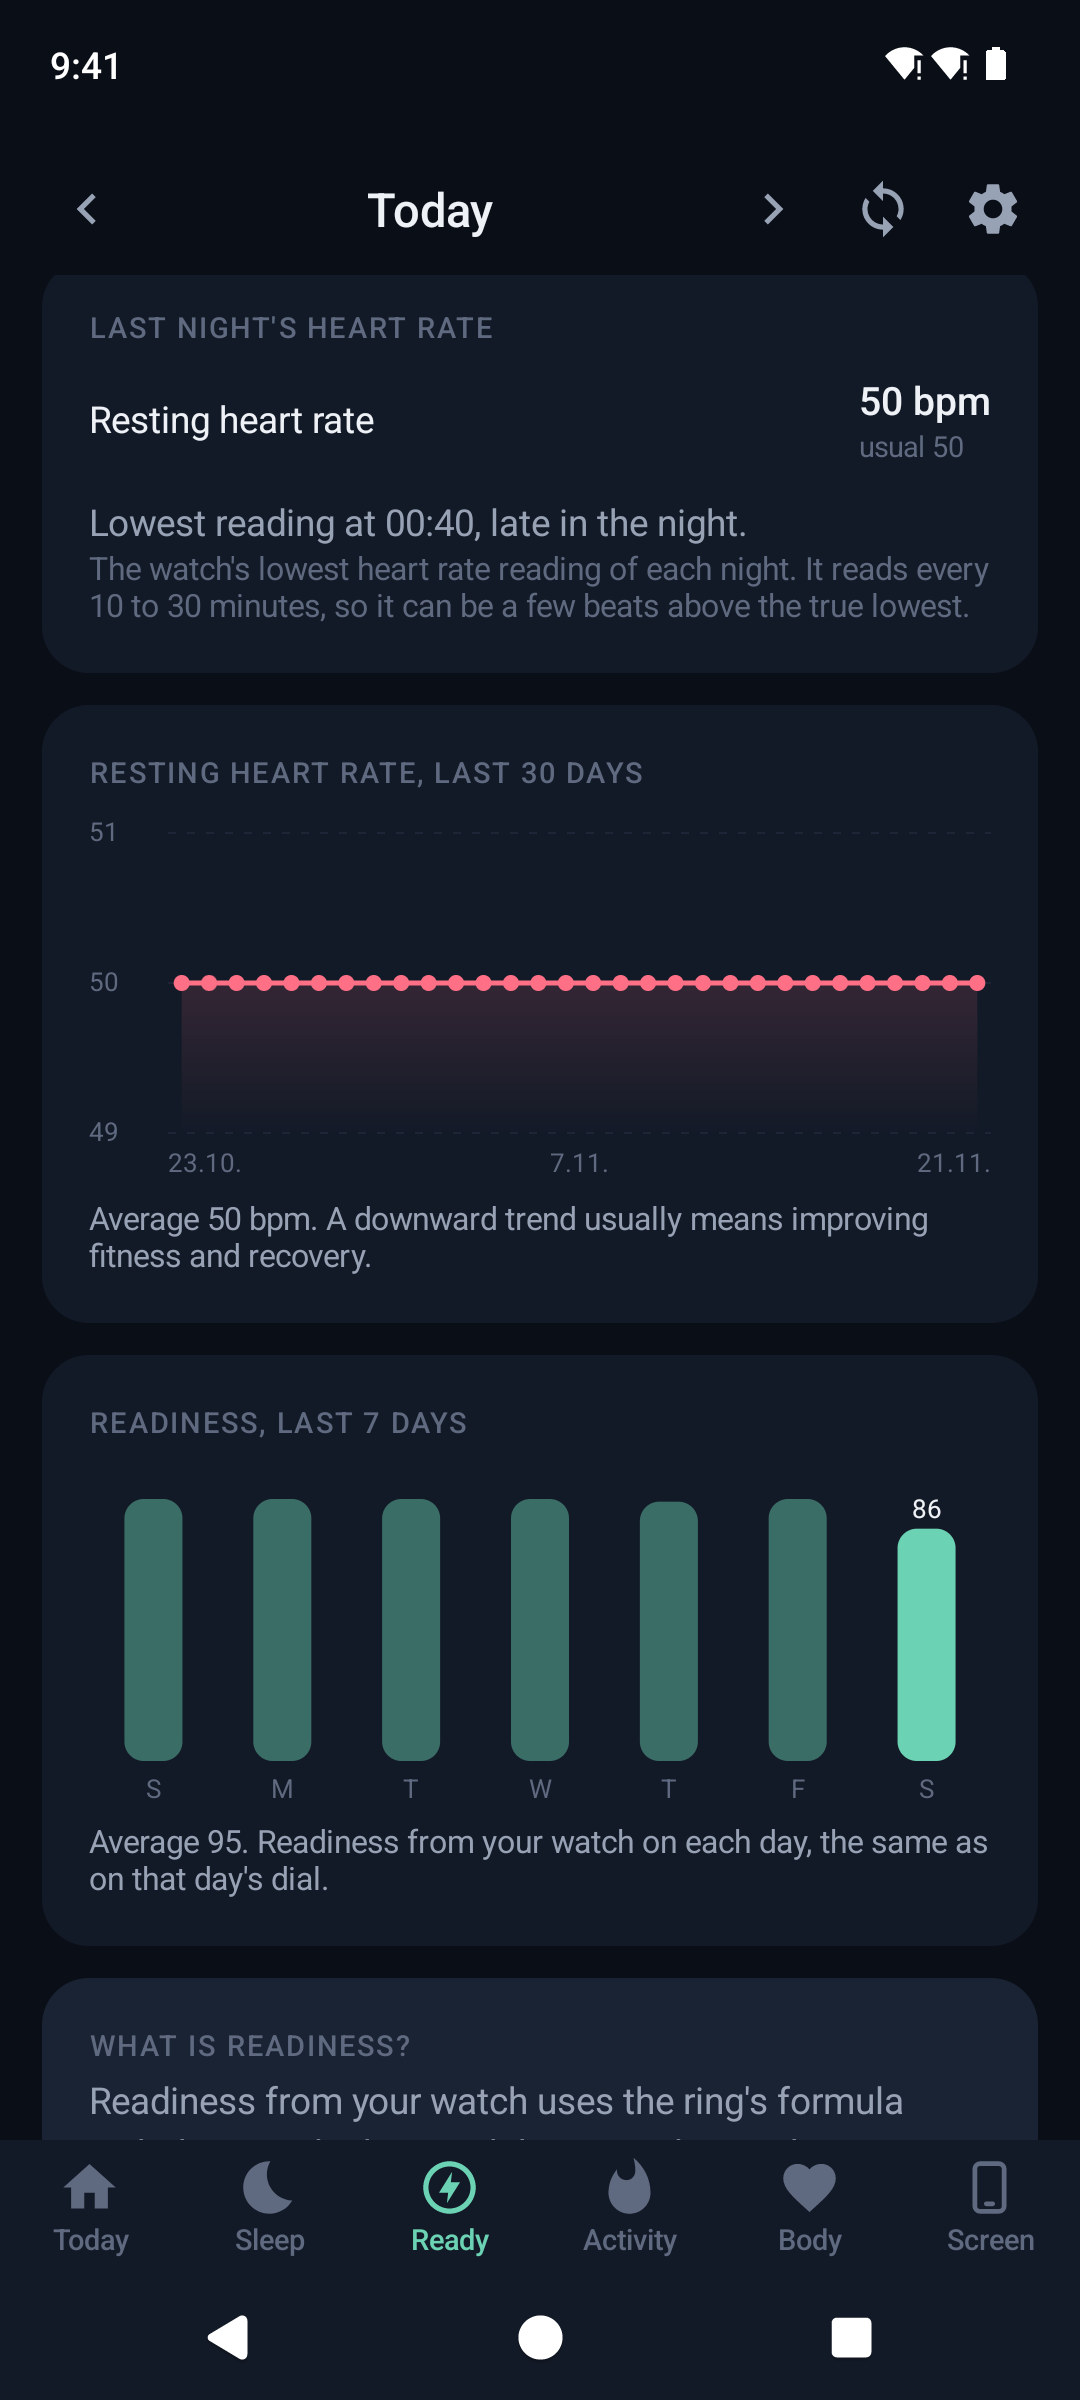 9:41
Today
LAST NIGHT'S HEART RATE
Resting heart rate
50 bpm
usual 50
Lowest reading at 00:40, late in the night.
The watch's lowest heart rate reading of each night. It reads every
10 to 30 minutes, so it can be a few beats above the true lowest.
RESTING HEART RATE, LAST 30 DAYS
51
50
49
23.10.
7.11.
21.11.
Average 50 bpm. A downward trend usually means improving
fitness and recovery.
READINESS, LAST 7 DAYS
86
S M T W T F S
Average 95. Readiness from your watch on each day, the same as
on that day's dial.
WHAT IS READINESS?
Readiness from your watch uses the ring's formula
Today Sleep Ready Activity Body Screen